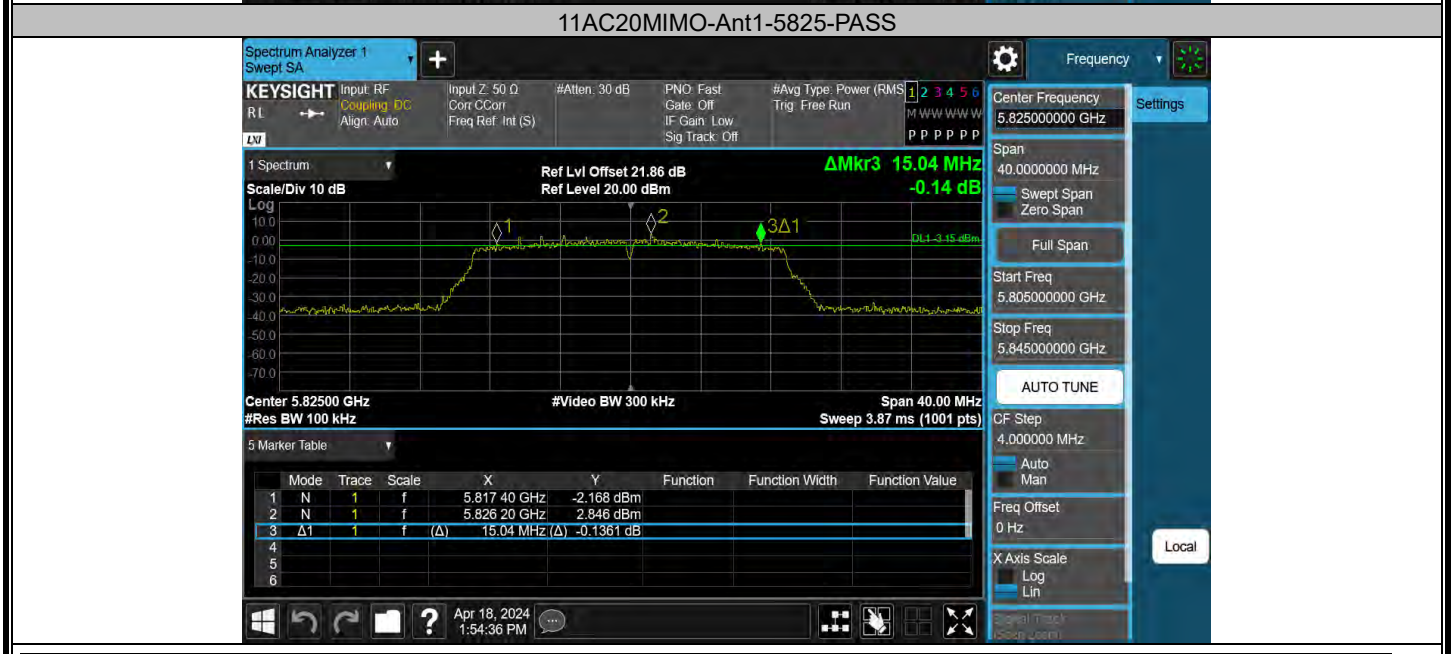 11AC20MIMO-Ant1-5825-PASS
Spectrum Analyzer 1
Swept SA
Frequency
KEYSIGHT
RL
LXI
Input: RF
Coupling: DC
Align: Auto
Input Z: 50 Ω
Corr CCorr
Freq Ref: Int (S)
#Atten: 30 dB
PNO: Fast
Gate: Off
IF Gain: Low
Sig Track: Off
#Avg Type: Power (RMS
Trig: Free Run
1 2 3 4 5 6
M W W W W W
P P P P P P
1 Spectrum
Scale/Div 10 dB
Ref Lvl Offset 21.86 dB
Ref Level 20.00 dBm
ΔMkr3 15.04 MHz
-0.14 dB
Log
10.0
0.00
-10.0
-20.0
-30.0
-40.0
-50.0
-60.0
-70.0
1
2
3Δ1
DL1 -3.15 dBm
Center 5.82500 GHz
#Res BW 100 kHz
#Video BW 300 kHz
Span 40.00 MHz
Sweep 3.87 ms (1001 pts)
5 Marker Table
Mode Trace Scale X Y Function Function Width Function Value
1 N 1 f 5.817 40 GHz -2.168 dBm
2 N 1 f 5.826 20 GHz 2.846 dBm
3 Δ1 1 f (Δ) 15.04 MHz (Δ) -0.1361 dB
4
5
6
Apr 18, 2024
1:54:36 PM
Center Frequency
5.825000000 GHz
Settings
Span
40.0000000 MHz
Swept Span
Zero Span
Full Span
Start Freq
5.805000000 GHz
Stop Freq
5.845000000 GHz
AUTO TUNE
CF Step
4.000000 MHz
Auto
Man
Freq Offset
0 Hz
X Axis Scale
Log
Lin
Signal Track
(Span Zoom)
Local